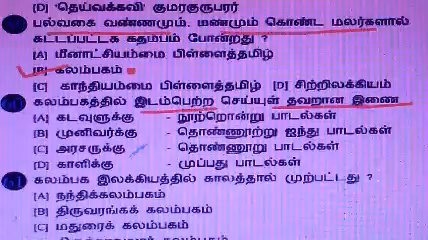 [D] "தெய்வக்கவி" குமரகுருபரர்
பல்வகை வண்ணமும், மணமும் கொண்ட மலர்களால்
கட்டப்பட்டக் கதம்பம் போன்றது ?
[A] மீனாட்சியம்மை பிள்ளைத்தமிழ்
[B] கலம்பகம்
[C] காந்தியம்மை பிள்ளைத்தமிழ் [D] சிற்றிலக்கியம்
60 கலம்பகத்தில் இடம்பெற்ற செய்யுள் தவறான இணை
[A] கடவுளுக்கு - நூற்றொன்று பாடல்கள்
[B] முனிவர்க்கு - தொண்ணூற்று ஐந்து பாடல்கள்
[C] அரசருக்கு - தொண்ணூறு பாடல்கள்
[D] காளிக்கு - முப்பது பாடல்கள்
61 கலம்பக இலக்கியத்தில் காலத்தால் முற்பட்டது ?
[A] நந்திக்கலம்பகம்
[B] திருவரங்கக் கலம்பகம்
[C] மதுரைக் கலம்பகம்